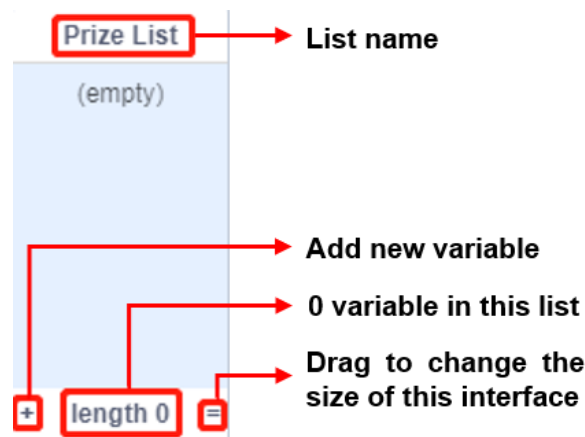 Prize List
List name
(empty)
Add new variable
0 variable in this list
Drag to change the
size of this interface
+
length 0
=